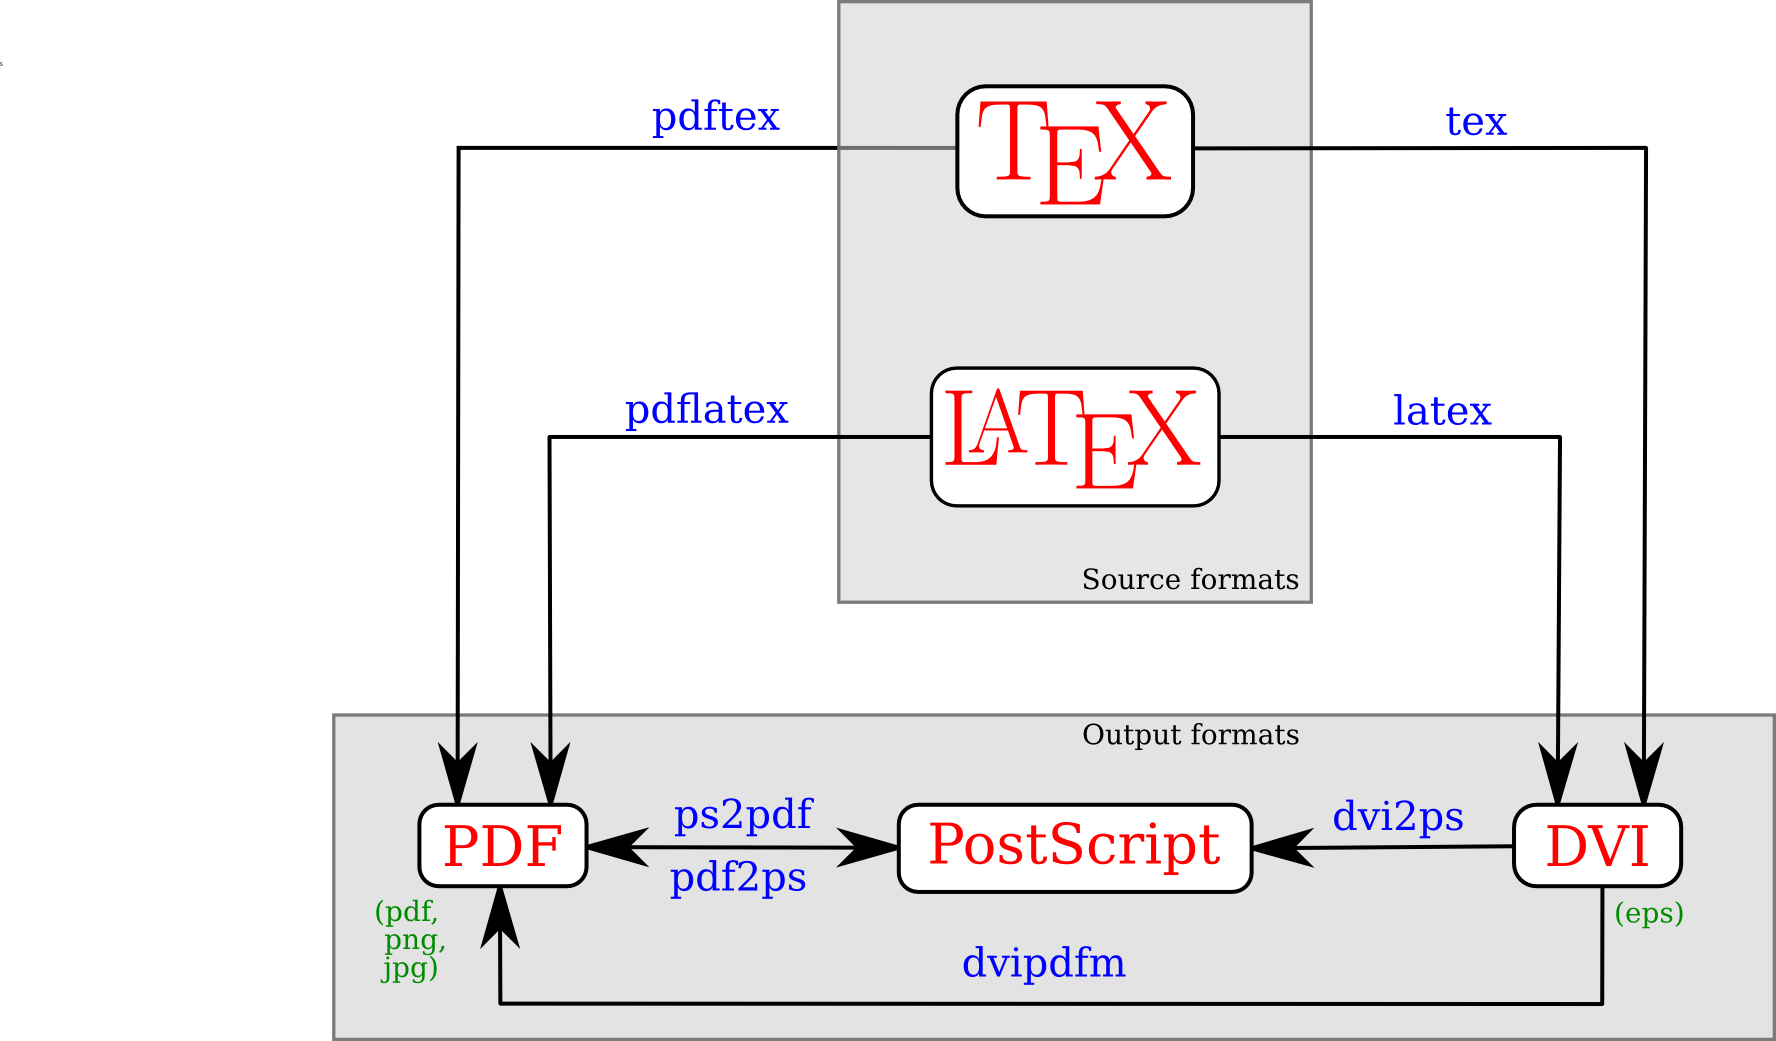 s
pdftex
TEX
tex
pdflatex
LATEX
latex
Source formats
Output formats
ps2pdf
dvi2ps
PDF
PostScript
DVI
pdf2ps
(pdf,
png,
jpg)
(eps)
dvipdfm